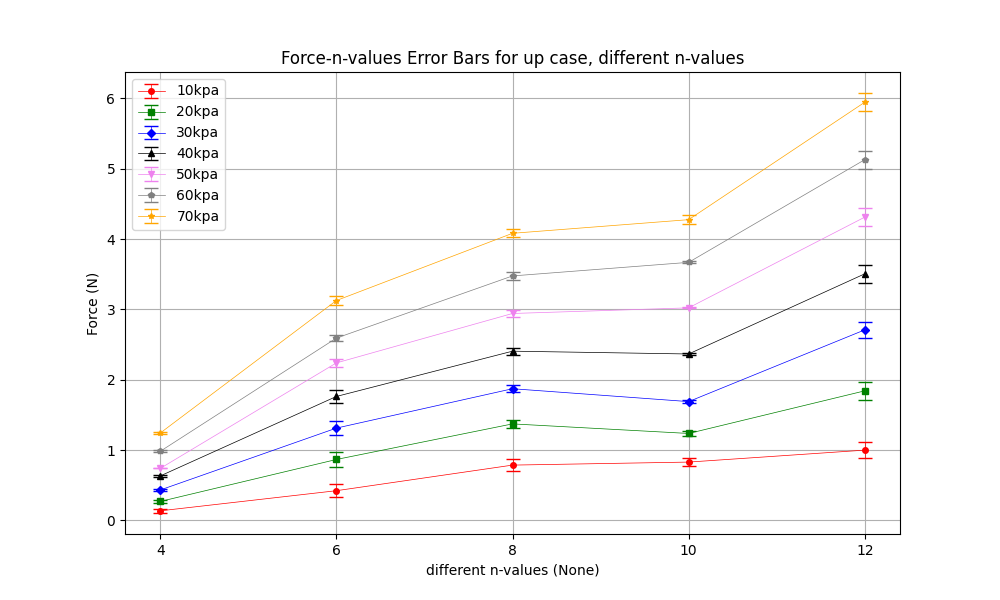 Force-n-values Error Bars for up case, different n-values
10kpa
20kpa
30kpa
40kpa
50kpa
60kpa
70kpa
Force (N)
6
5
4
3
2
1
0
4 6 8 10 12
different n-values (None)